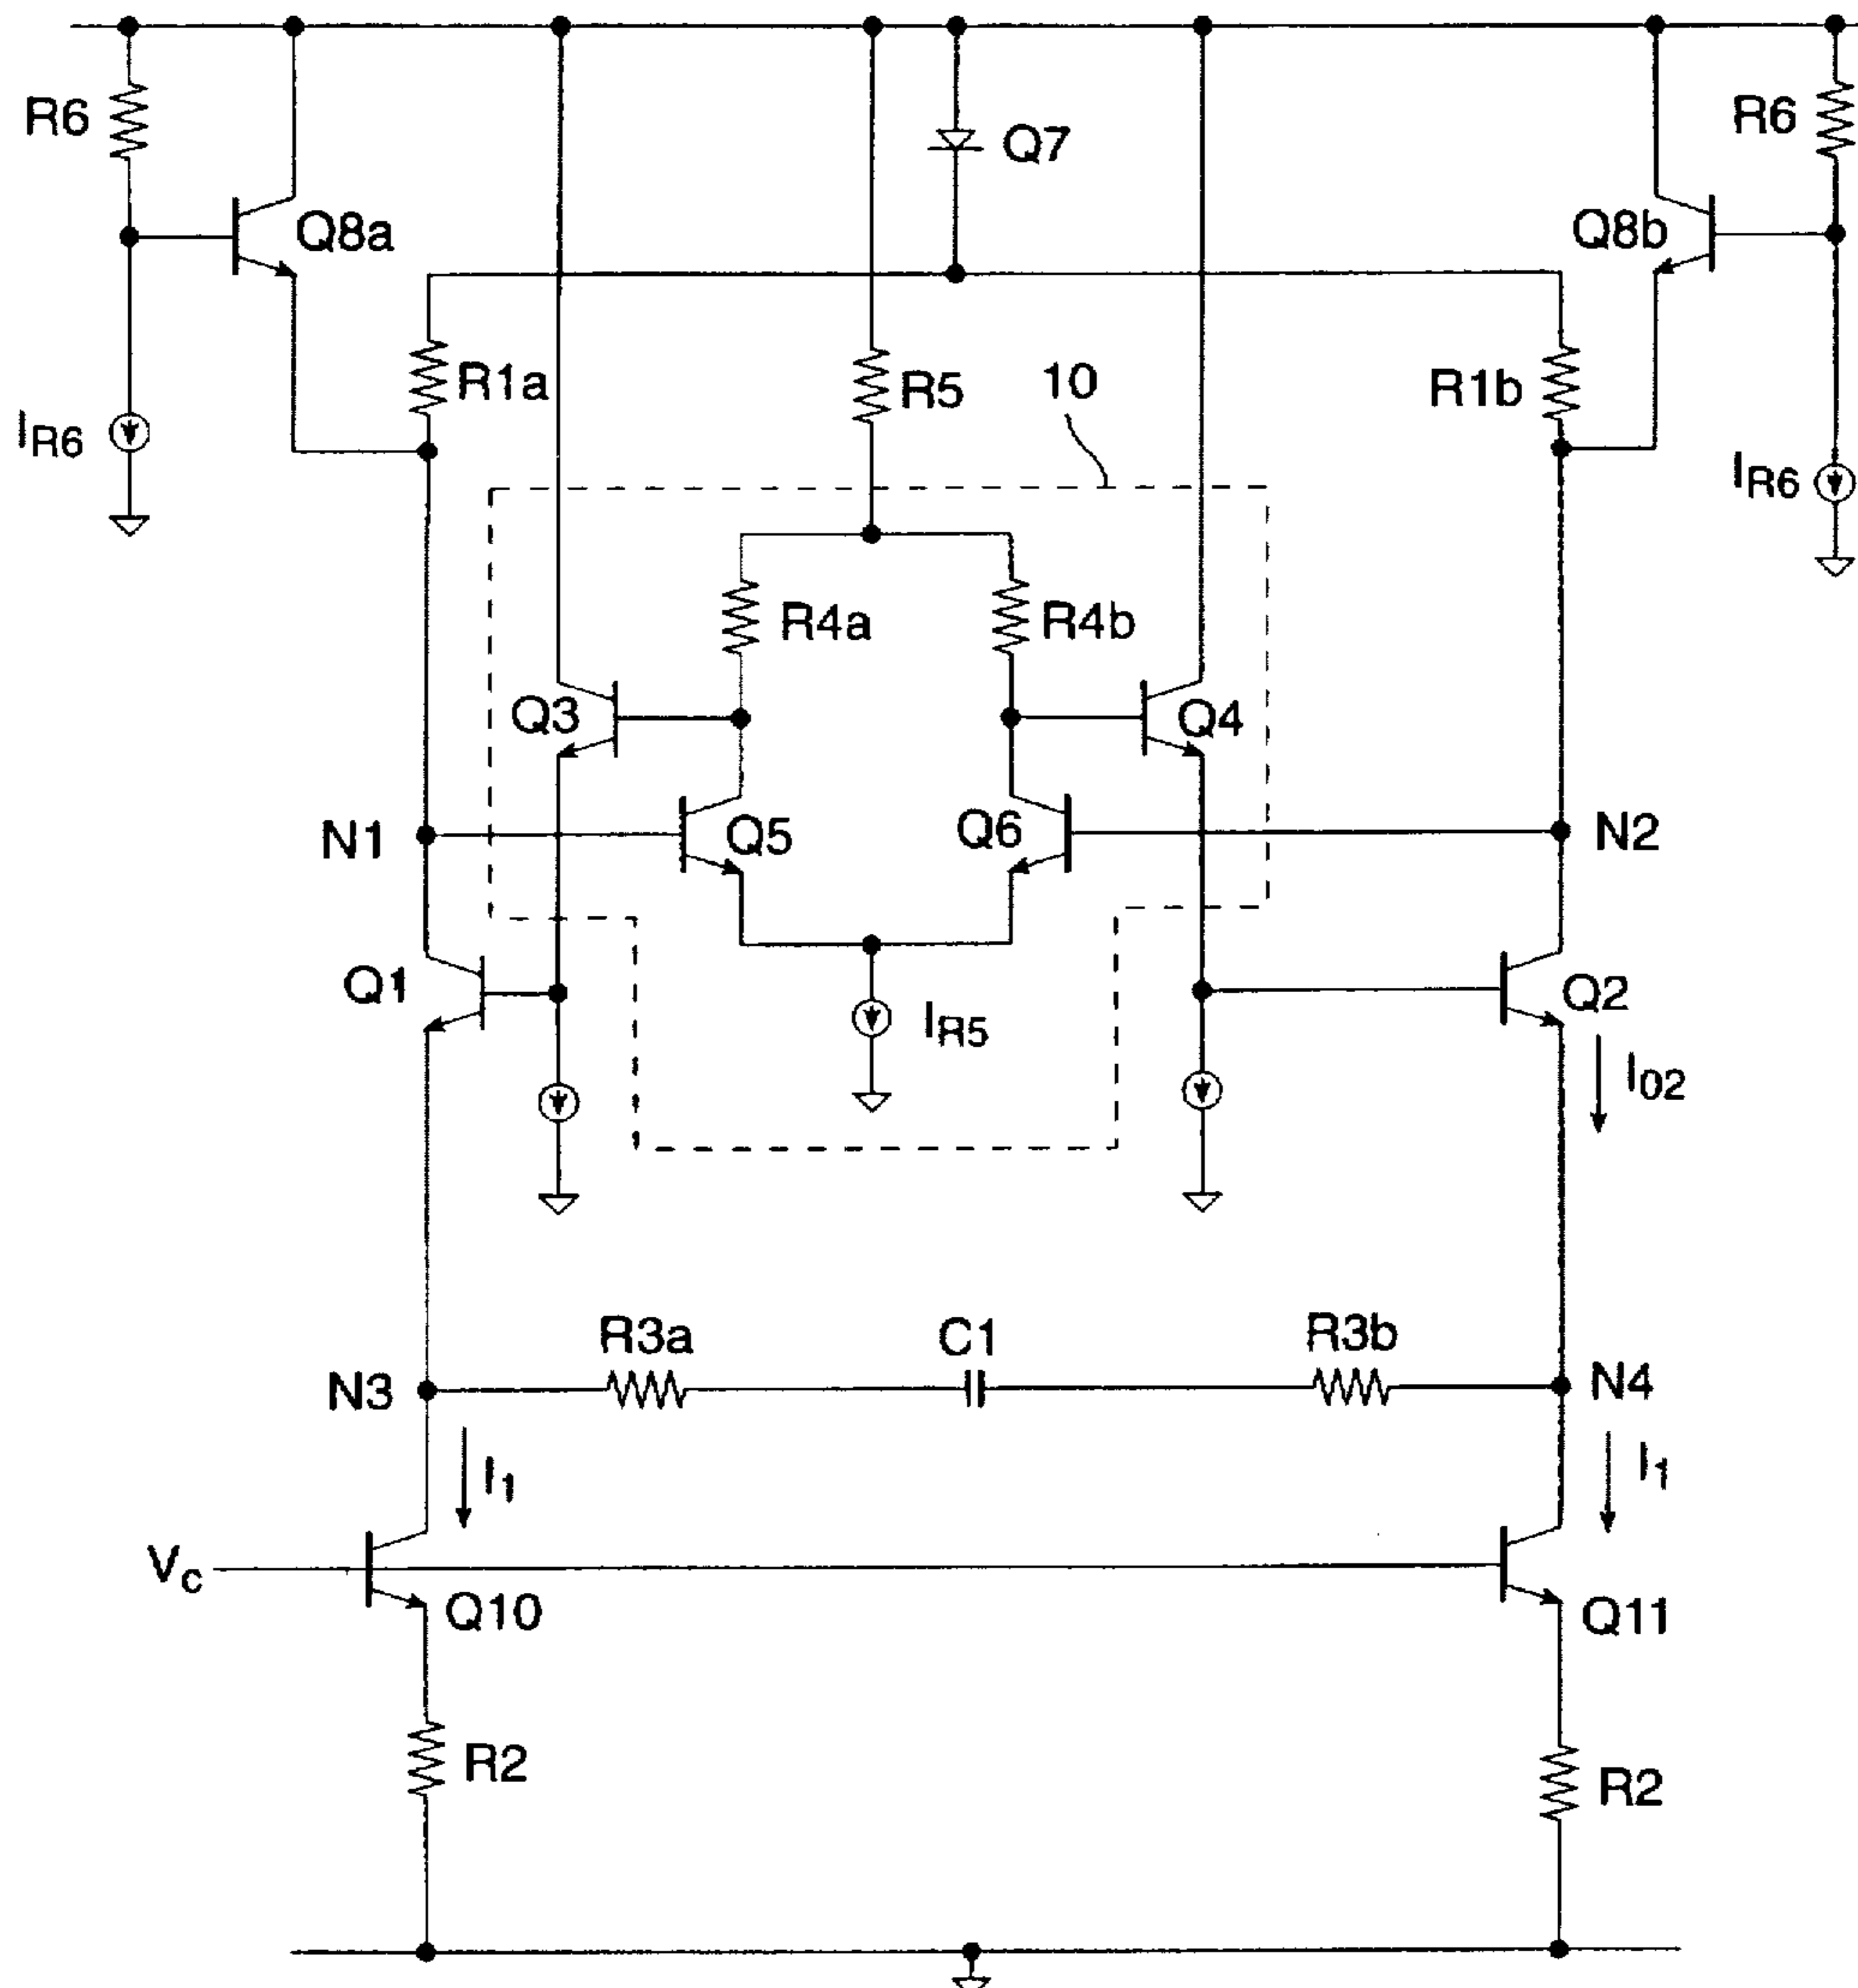 R6
Q7
R6
Q8a
Q8b
R1a
R5
10
R1b
IR6
IR6
R4a
R4b
Q3
Q4
N1
Q5
Q6
N2
Q1
IR5
Q2
I02
R3a
C1
R3b
N3
N4
I1
I1
Vc
Q10
Q11
R2
R2